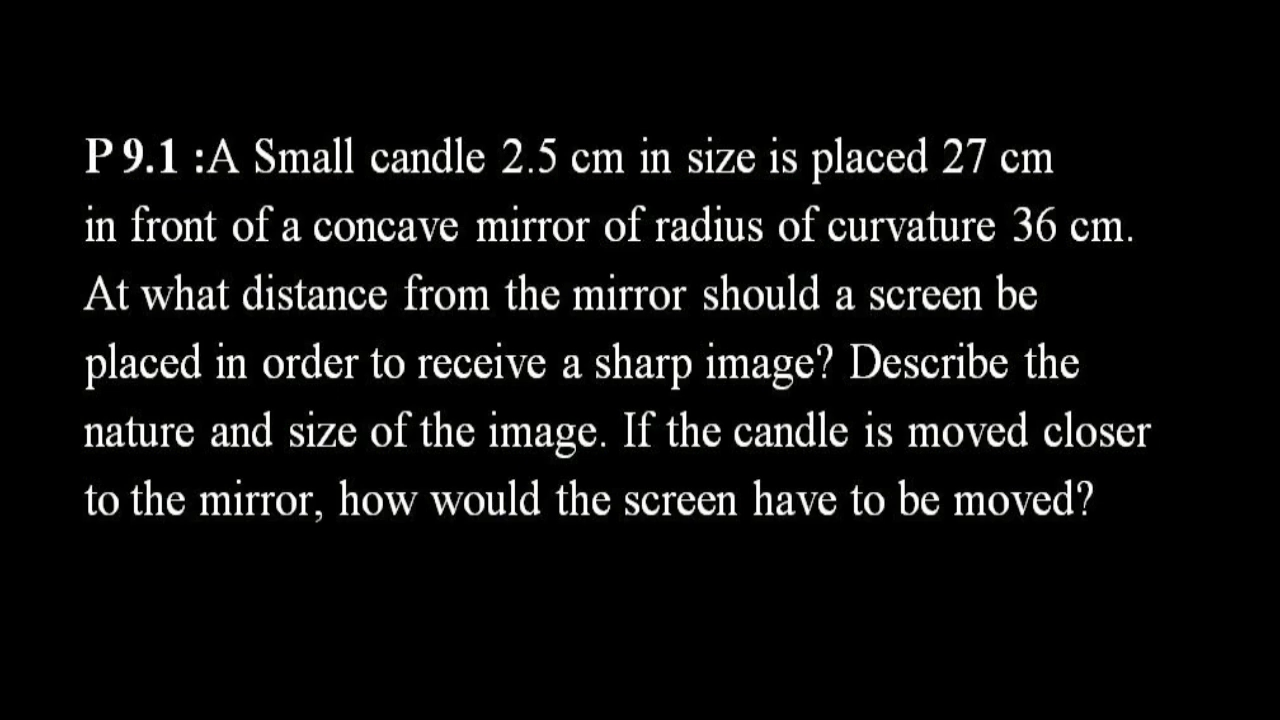 P 9.1 :A Small candle 2.5 cm in size is placed 27 cm
in front of a concave mirror of radius of curvature 36 cm.
At what distance from the mirror should a screen be
placed in order to receive a sharp image? Describe the
nature and size of the image. If the candle is moved closer
to the mirror, how would the screen have to be moved?